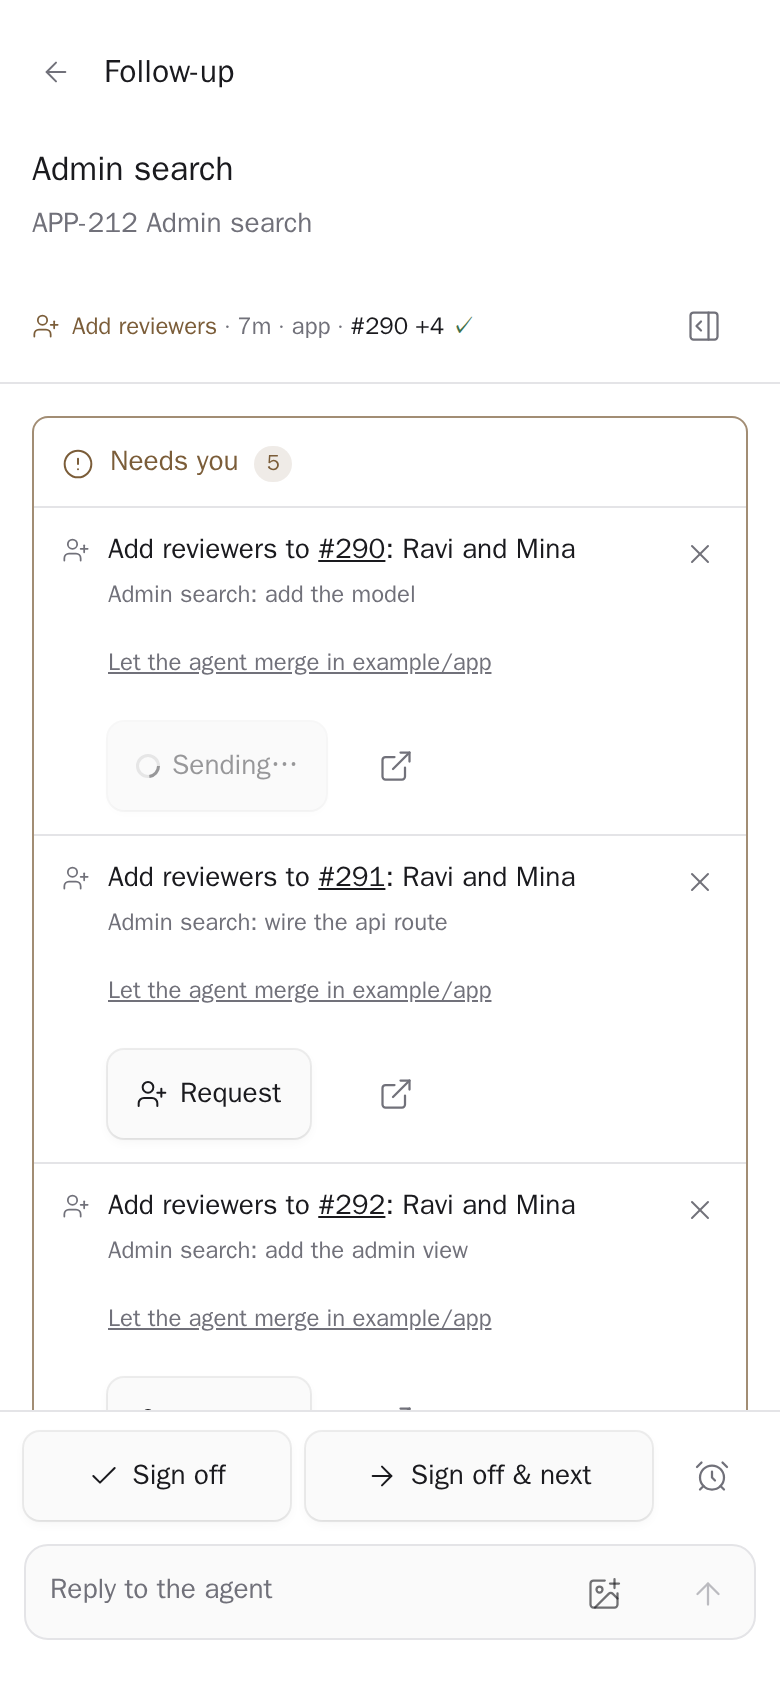 Follow-up
Admin search
APP-212 Admin search
Add reviewers · 7m · app · #290 +4 ✓
Needs you 5
Add reviewers to #290: Ravi and Mina
Admin search: add the model
Let the agent merge in example/app
Sending···
Add reviewers to #291: Ravi and Mina
Admin search: wire the api route
Let the agent merge in example/app
Request
Add reviewers to #292: Ravi and Mina
Admin search: add the admin view
Let the agent merge in example/app
Sign off
Sign off & next
Reply to the agent